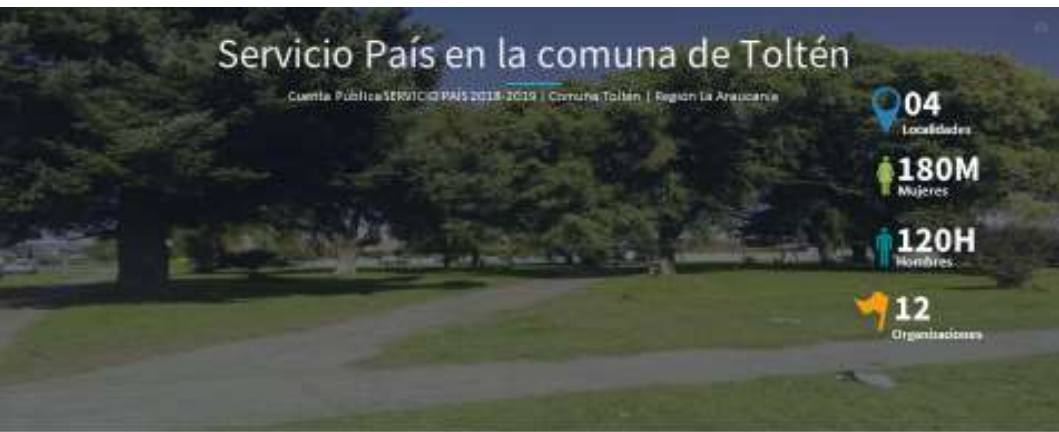 Servicio País en la comuna de Toltén
Cuenta Pública SERVICIO PAÍS 2018-2019 | Comuna Toltén | Región La Araucanía
04
Localidades
180M
Mujeres
120H
Hombres
12
Organizaciones